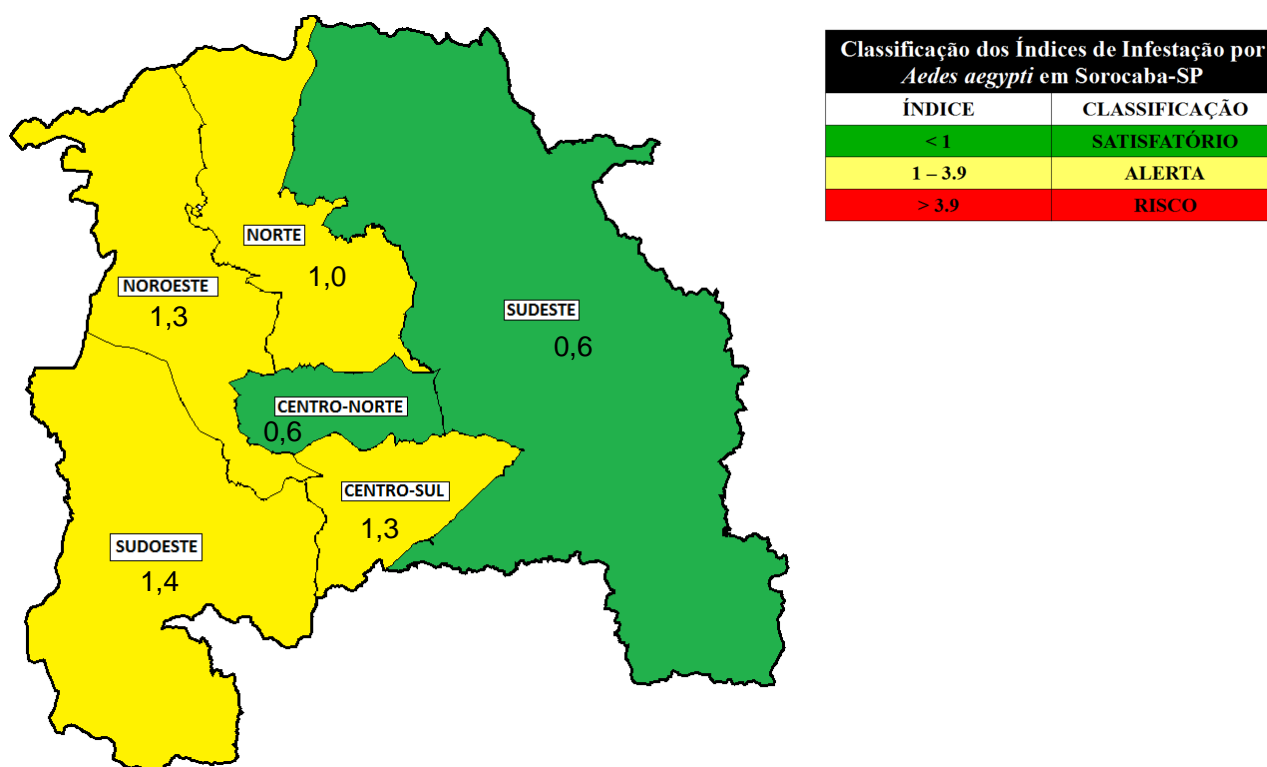 Classificação dos Índices de Infestação por
Aedes aegypti em Sorocaba-SP
ÍNDICE CLASSIFICAÇÃO
< 1 SATISFATÓRIO
1 – 3.9 ALERTA
> 3.9 RISCO
NORTE
1,0
NOROESTE
1,3
SUDESTE
0,6
CENTRO-NORTE
0,6
CENTRO-SUL
1,3
SUDOESTE
1,4